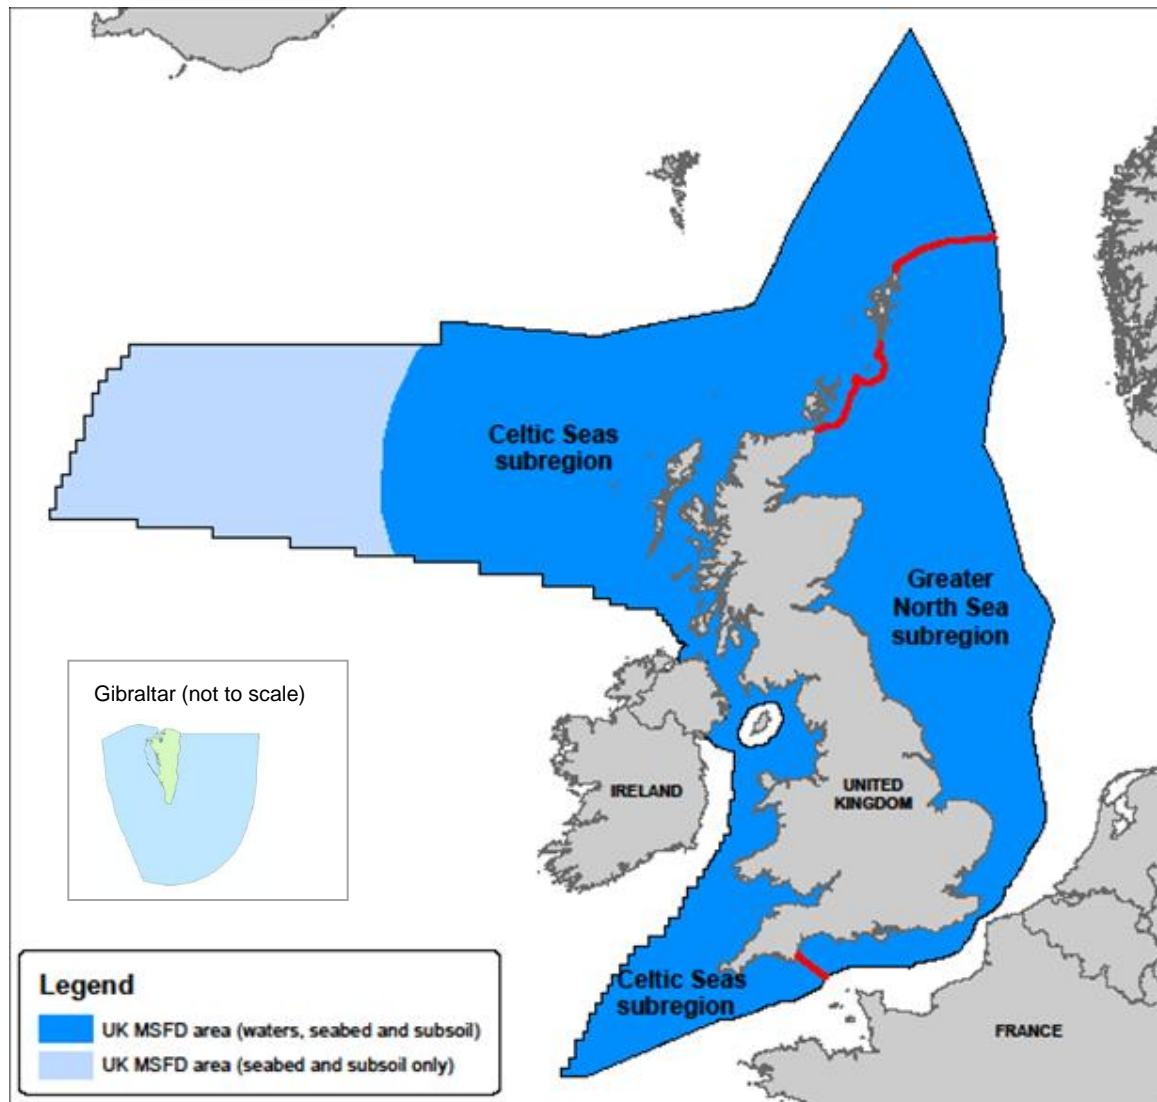 Celtic Seas
subregion
Greater
North Sea
subregion
Gibraltar (not to scale)
IRELAND
UNITED
KINGDOM
Celtic Seas
subregion
FRANCE
Legend
UK MSFD area (waters, seabed and subsoil)
UK MSFD area (seabed and subsoil only)